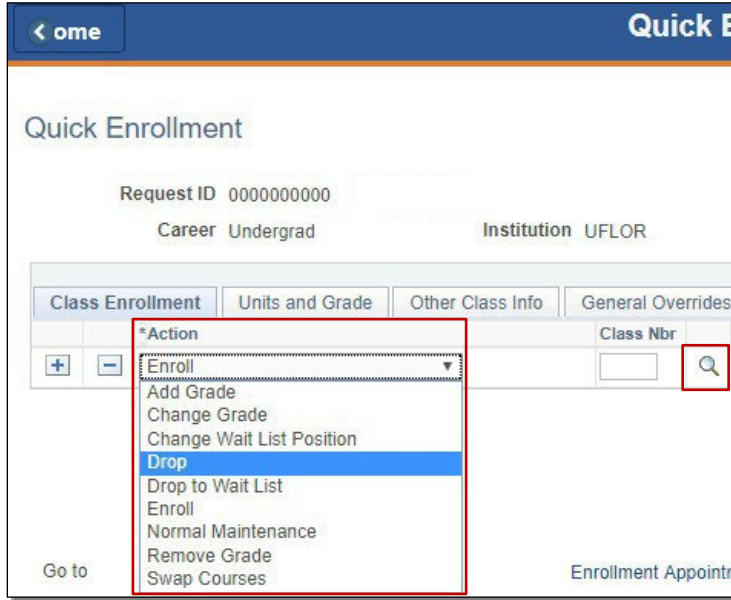 ome
Quick E
Quick Enrollment
Request ID 0000000000
Career Undergrad Institution UFLOR
Class Enrollment Units and Grade Other Class Info General Overrides
*Action Class Nbr
Enroll
Add Grade
Change Grade
Change Wait List Position
Drop
Drop to Wait List
Enroll
Normal Maintenance
Remove Grade
Swap Courses
Go to Enrollment Appointr